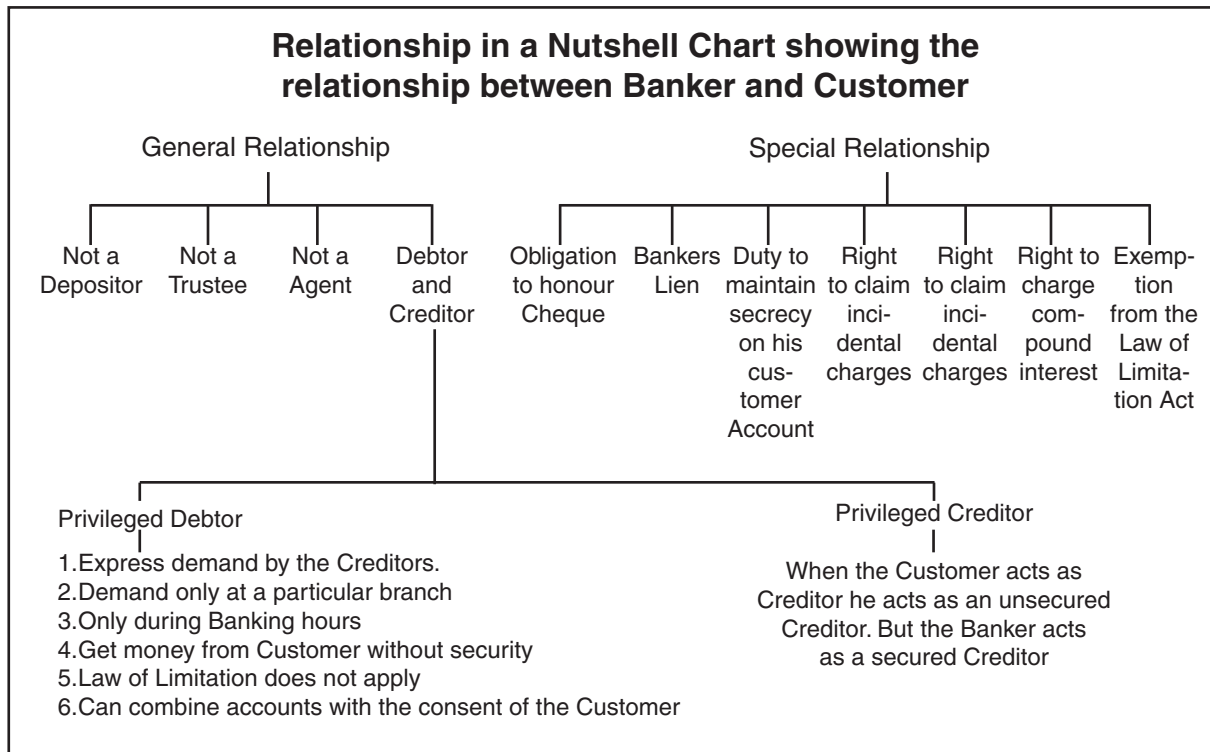 Relationship in a Nutshell Chart showing the
relationship between Banker and Customer
General Relationship
Special Relationship
Not a
Depositor
Not a
Trustee
Not a
Agent
Debtor
and
Creditor
Obligation
to honour
Cheque
Bankers
Lien
Duty to
maintain
secrecy
on his
cus-
tomer
Account
Right
to claim
inci-
dental
charges
Right
to claim
inci-
dental
charges
Right to
charge
com-
pound
interest
Exemp-
tion
from the
Law of
Limita-
tion Act
Privileged Debtor
1.Express demand by the Creditors.
2.Demand only at a particular branch
3.Only during Banking hours
4.Get money from Customer without security
5.Law of Limitation does not apply
6.Can combine accounts with the consent of the Customer
Privileged Creditor
When the Customer acts as
Creditor he acts as an unsecured
Creditor. But the Banker acts
as a secured Creditor